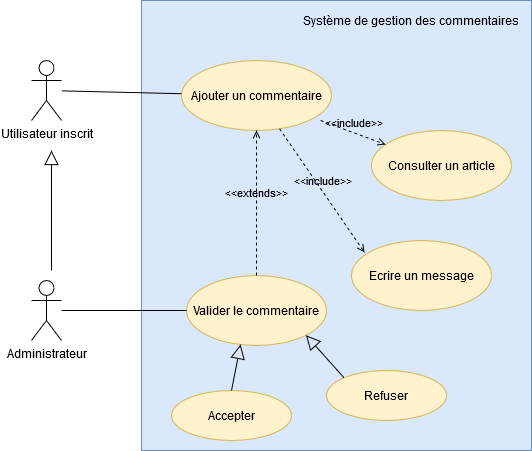 Système de gestion des commentaires
Ajouter un commentaire
Utilisateur inscrit
<<include>>
Consulter un article
<<include>>
<<extends>>
Ecrire un message
Valider le commentaire
Administrateur
Refuser
Accepter